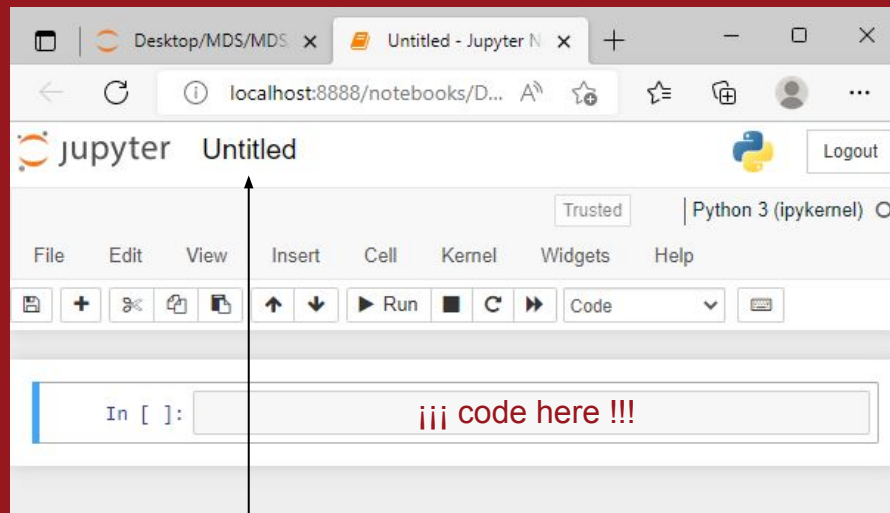 Desktop/MDS/MDS
Untitled - Jupyter N
localhost:8888/notebooks/D...
jupyter Untitled
Logout
Trusted
Python 3 (ipykernel)
File Edit View Insert Cell Kernel Widgets Help
Run
Code
In [ ]:
¡¡¡ code here !!!